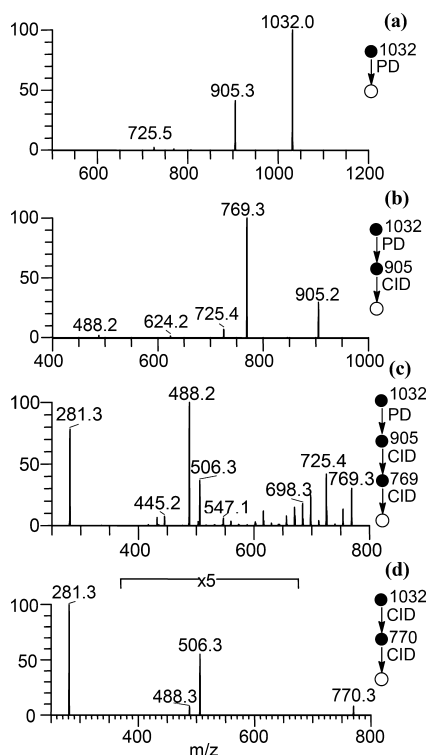 (a)
1032.0
100
1032
PD
905.3
50
725.5
0
600 800 1000 1200
(b)
100
769.3
1032
PD
905
CID
50
905.2
725.4
624.2
488.2
0
400 600 800 1000
(c)
488.2
100
1032
PD
281.3
905
CID
50
506.3
725.4
769
CID
769.3
698.3
445.2
547.1
0
400 600 800
(d)
x5
281.3
100
1032
CID
770
CID
506.3
50
488.3
770.3
0
400 600 800
m/z